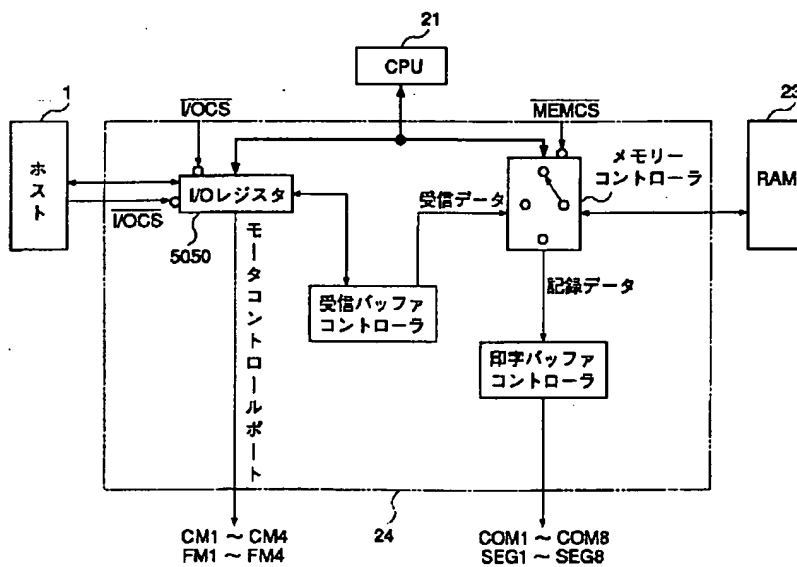 21
CPU
1
ホスト
I/OCS
MEMCS
23
RAM
I/Oレジスタ
I/OCS
5050
受信データ
メモリー
コントローラ
モータコントロールポート
受信バッファ
コントローラ
記録データ
印字バッファ
コントローラ
24
CM1 ～ CM4
FM1 ～ FM4
COM1 ～ COM8
SEG1 ～ SEG8